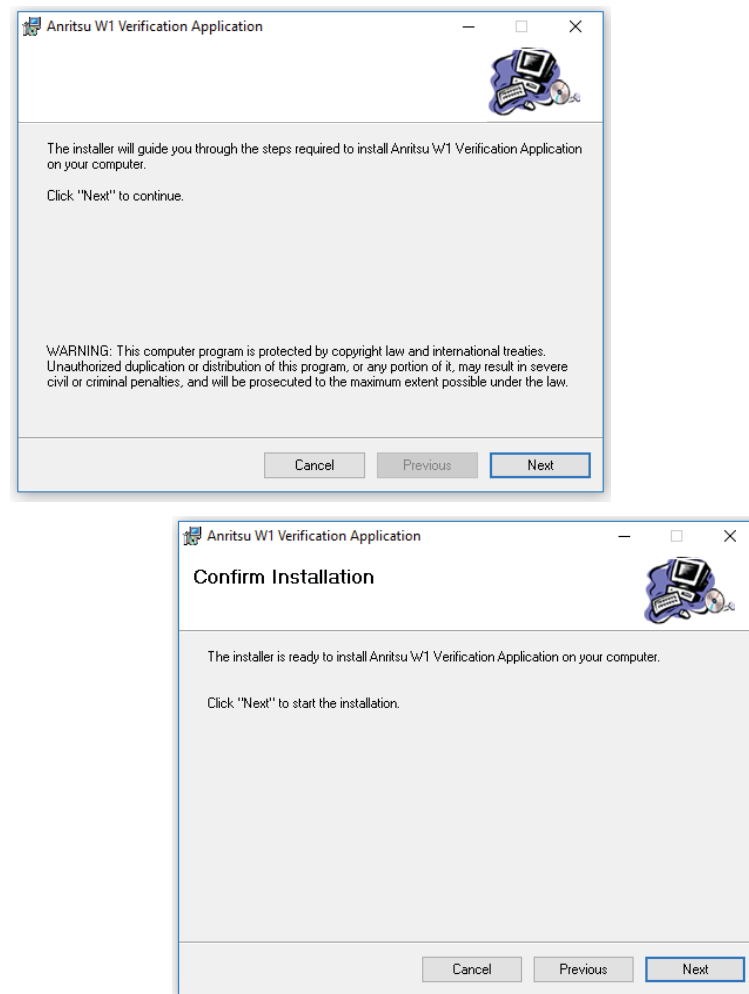 Anritsu W1 Verification Application
The installer will guide you through the steps required to install Anritsu W1 Verification Application
on your computer.
Click "Next" to continue.
WARNING: This computer program is protected by copyright law and international treaties.
Unauthorized duplication or distribution of this program, or any portion of it, may result in severe
civil or criminal penalties, and will be prosecuted to the maximum extent possible under the law.
Cancel Previous Next
Anritsu W1 Verification Application
Confirm Installation
The installer is ready to install Anritsu W1 Verification Application on your computer.
Click "Next" to start the installation.
Cancel Previous Next